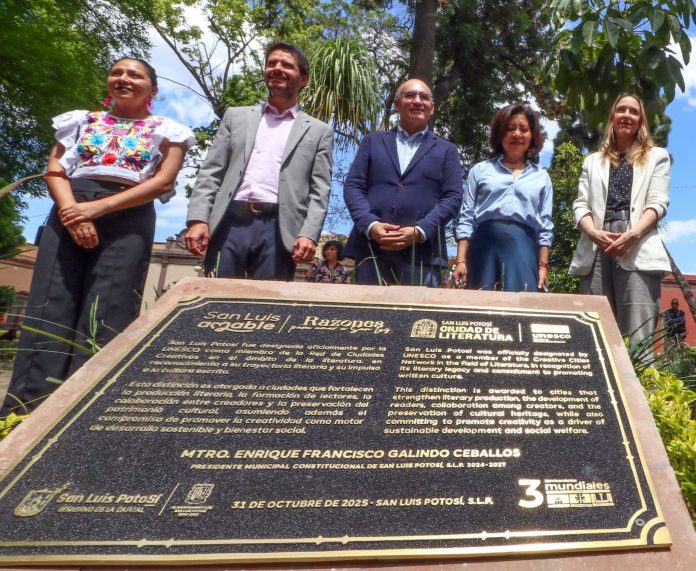 San Luis amable
Razones
SAN LUIS POTOSÍ
CIUDAD DE LITERATURA
unesco
San Luis Potosí fue designado oficialmente por la
UNESCO como miembro de la Red de Ciudades
Creativas en el ámbito de Literatura, en
reconocimiento a su trayectoria literaria y su impulso
a la cultura escrita.
Esta distinción es otorgada a ciudades que fortalecen
la producción literaria, la formación de lectores, la
colaboración entre creadores y la preservación del
patrimonio cultural, asumiendo además el
compromiso de promover la creatividad como motor
de desarrollo sostenible y bienestar social.
San Luis Potosí was officially designated by
UNESCO as a member of the Creative Cities
Network in the field of Literature, in recognition of
its literary legacy and commitment to promoting
written culture.
This distinction is awarded to cities that
strengthen literary production, the development of
readers, collaboration among creators, and the
preservation of cultural heritage, while also
committing to promote creativity as a driver of
sustainable development and social welfare.
MTRO. ENRIQUE FRANCISCO GALINDO CEBALLOS
PRESIDENTE MUNICIPAL CONSTITUCIONAL DE SAN LUIS POTOSÍ, S.L.P. 2024-2027
San Luis Potosí
GOBIERNO DE LA CAPITAL
31 DE OCTUBRE DE 2025 · SAN LUIS POTOSÍ, S.L.P.
3 mundiales